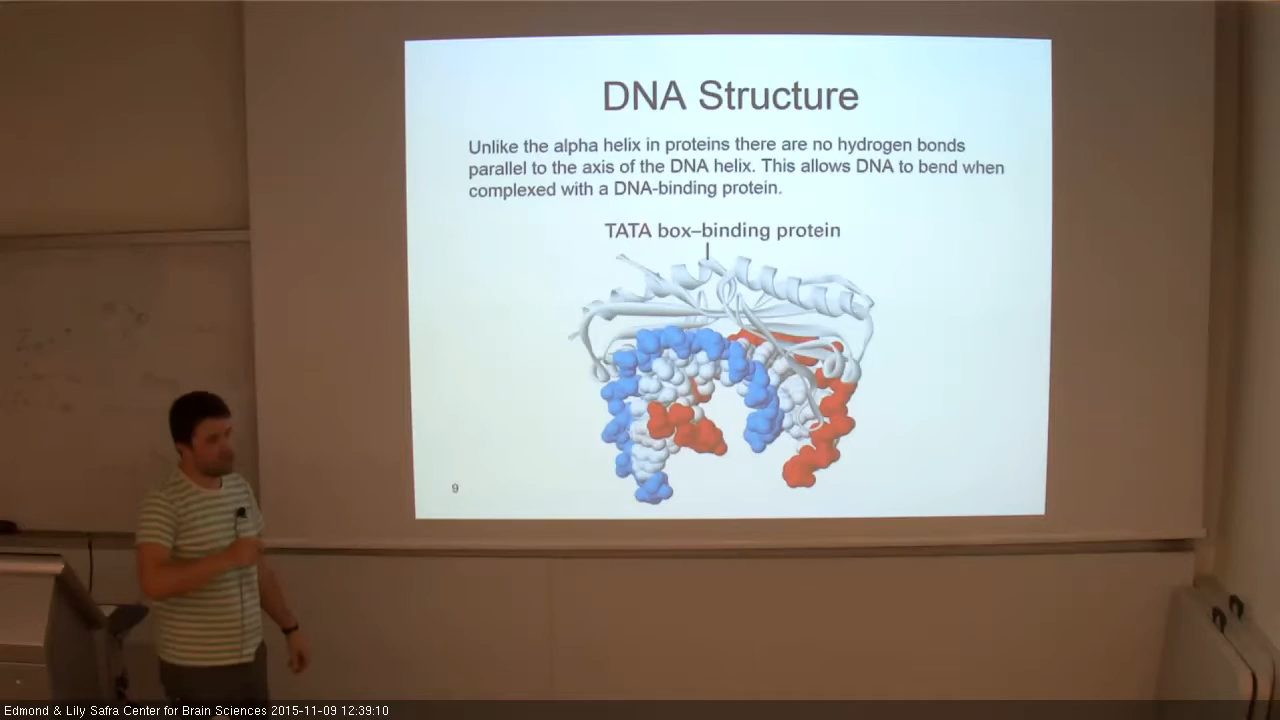 DNA Structure
Unlike the alpha helix in proteins there are no hydrogen bonds
parallel to the axis of the DNA helix. This allows DNA to bend when
complexed with a DNA-binding protein.
TATA box–binding protein
9
Edmond & Lily Safra Center for Brain Sciences 2015-11-09 12:39:10